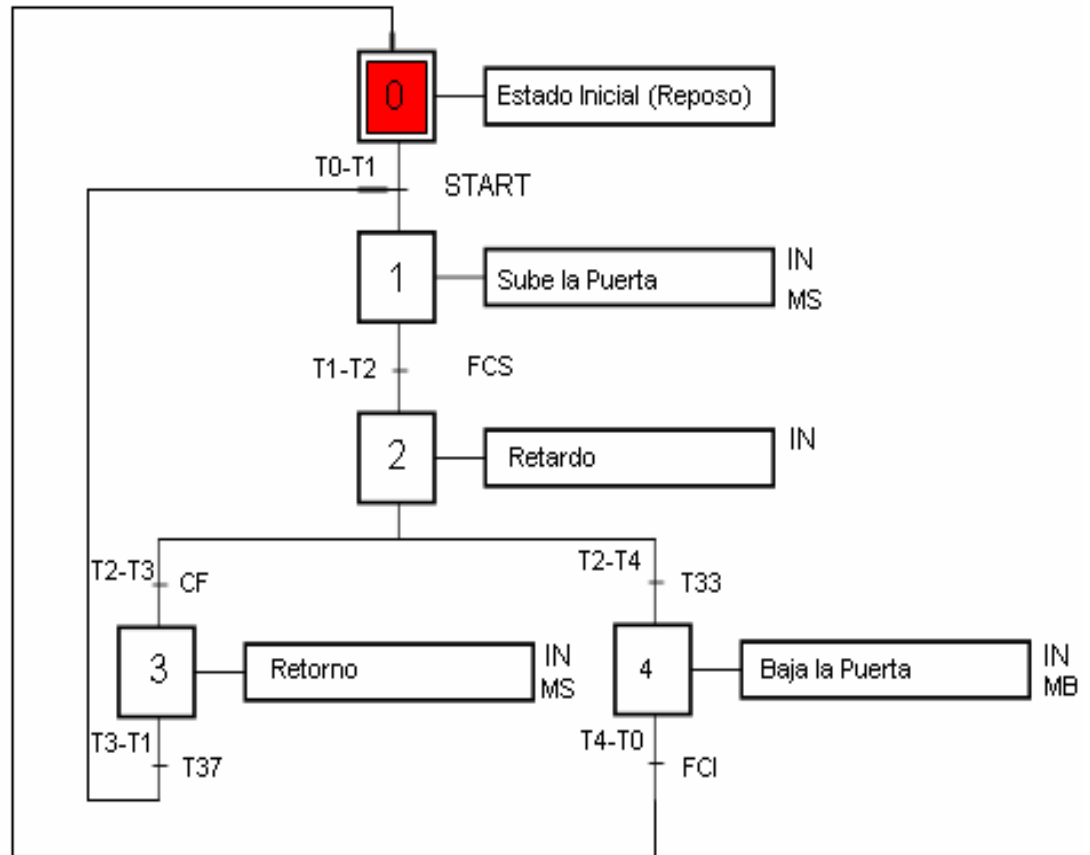 0
Estado Inicial (Reposo)
T0-T1
START
1
Sube la Puerta
IN
MS
T1-T2
FCS
2
Retardo
IN
T2-T3
CF
T2-T4
T33
3
Retorno
IN
MS
4
Baja la Puerta
IN
MB
T3-T1
T37
T4-T0
FCI